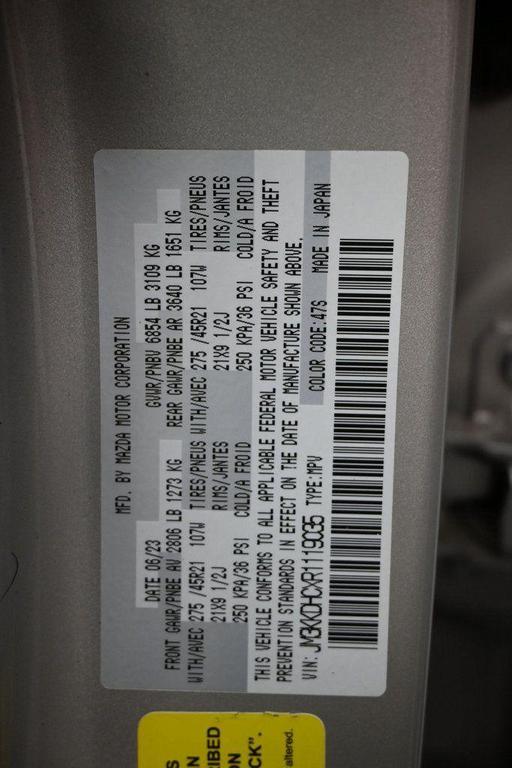 MFD. BY MAZDA MOTOR CORPORATION
DATE 06/23 GVWR/PNBV 6854 LB 3109 KG
FRONT GAWR/PNBE AV 2806 LB 1273 KG REAR GAWR/PNBE AR 3640 LB 1651 KG
WITH/AVEC 275 /45R21 107W TIRES/PNEUS WITH/AVEC 275 /45R21 107W TIRES/PNEUS
21X9 1/2J RIMS/JANTES 21X9 1/2J RIMS/JANTES
250 KPA/36 PSI COLD/A FROID 250 KPA/36 PSI COLD/A FROID
THIS VEHICLE CONFORMS TO ALL APPLICABLE FEDERAL MOTOR VEHICLE SAFETY AND THEFT
PREVENTION STANDARDS IN EFFECT ON THE DATE OF MANUFACTURE SHOWN ABOVE.
VIN: JM3KKDHCXR1119035 TYPE:MPV COLOR CODE:47S MADE IN JAPAN
S
N
RIBED
ON
CK".
altered.